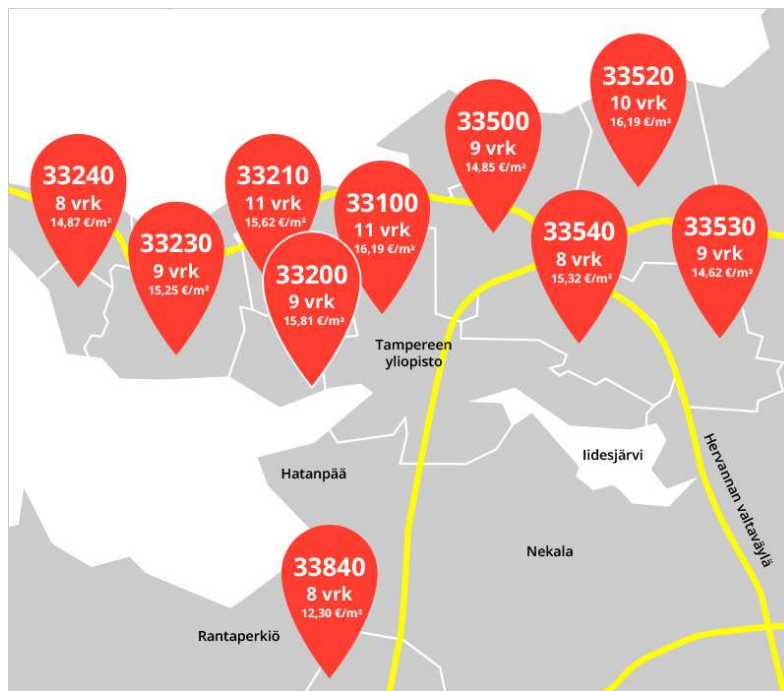 33520
10 vrk
16,19 €/m²
33500
9 vrk
14,85 €/m²
33240
8 vrk
14,87 €/m²
33210
11 vrk
15,62 €/m²
33100
11 vrk
16,19 €/m²
33230
9 vrk
15,25 €/m²
33540
8 vrk
15,32 €/m²
33530
9 vrk
14,62 €/m²
33200
9 vrk
15,81 €/m²
Tampereen
yliopisto
Hatanpää
Iidesjärvi
Hervannan valtaväylä
Nekala
33840
8 vrk
12,30 €/m²
Rantaperkiö